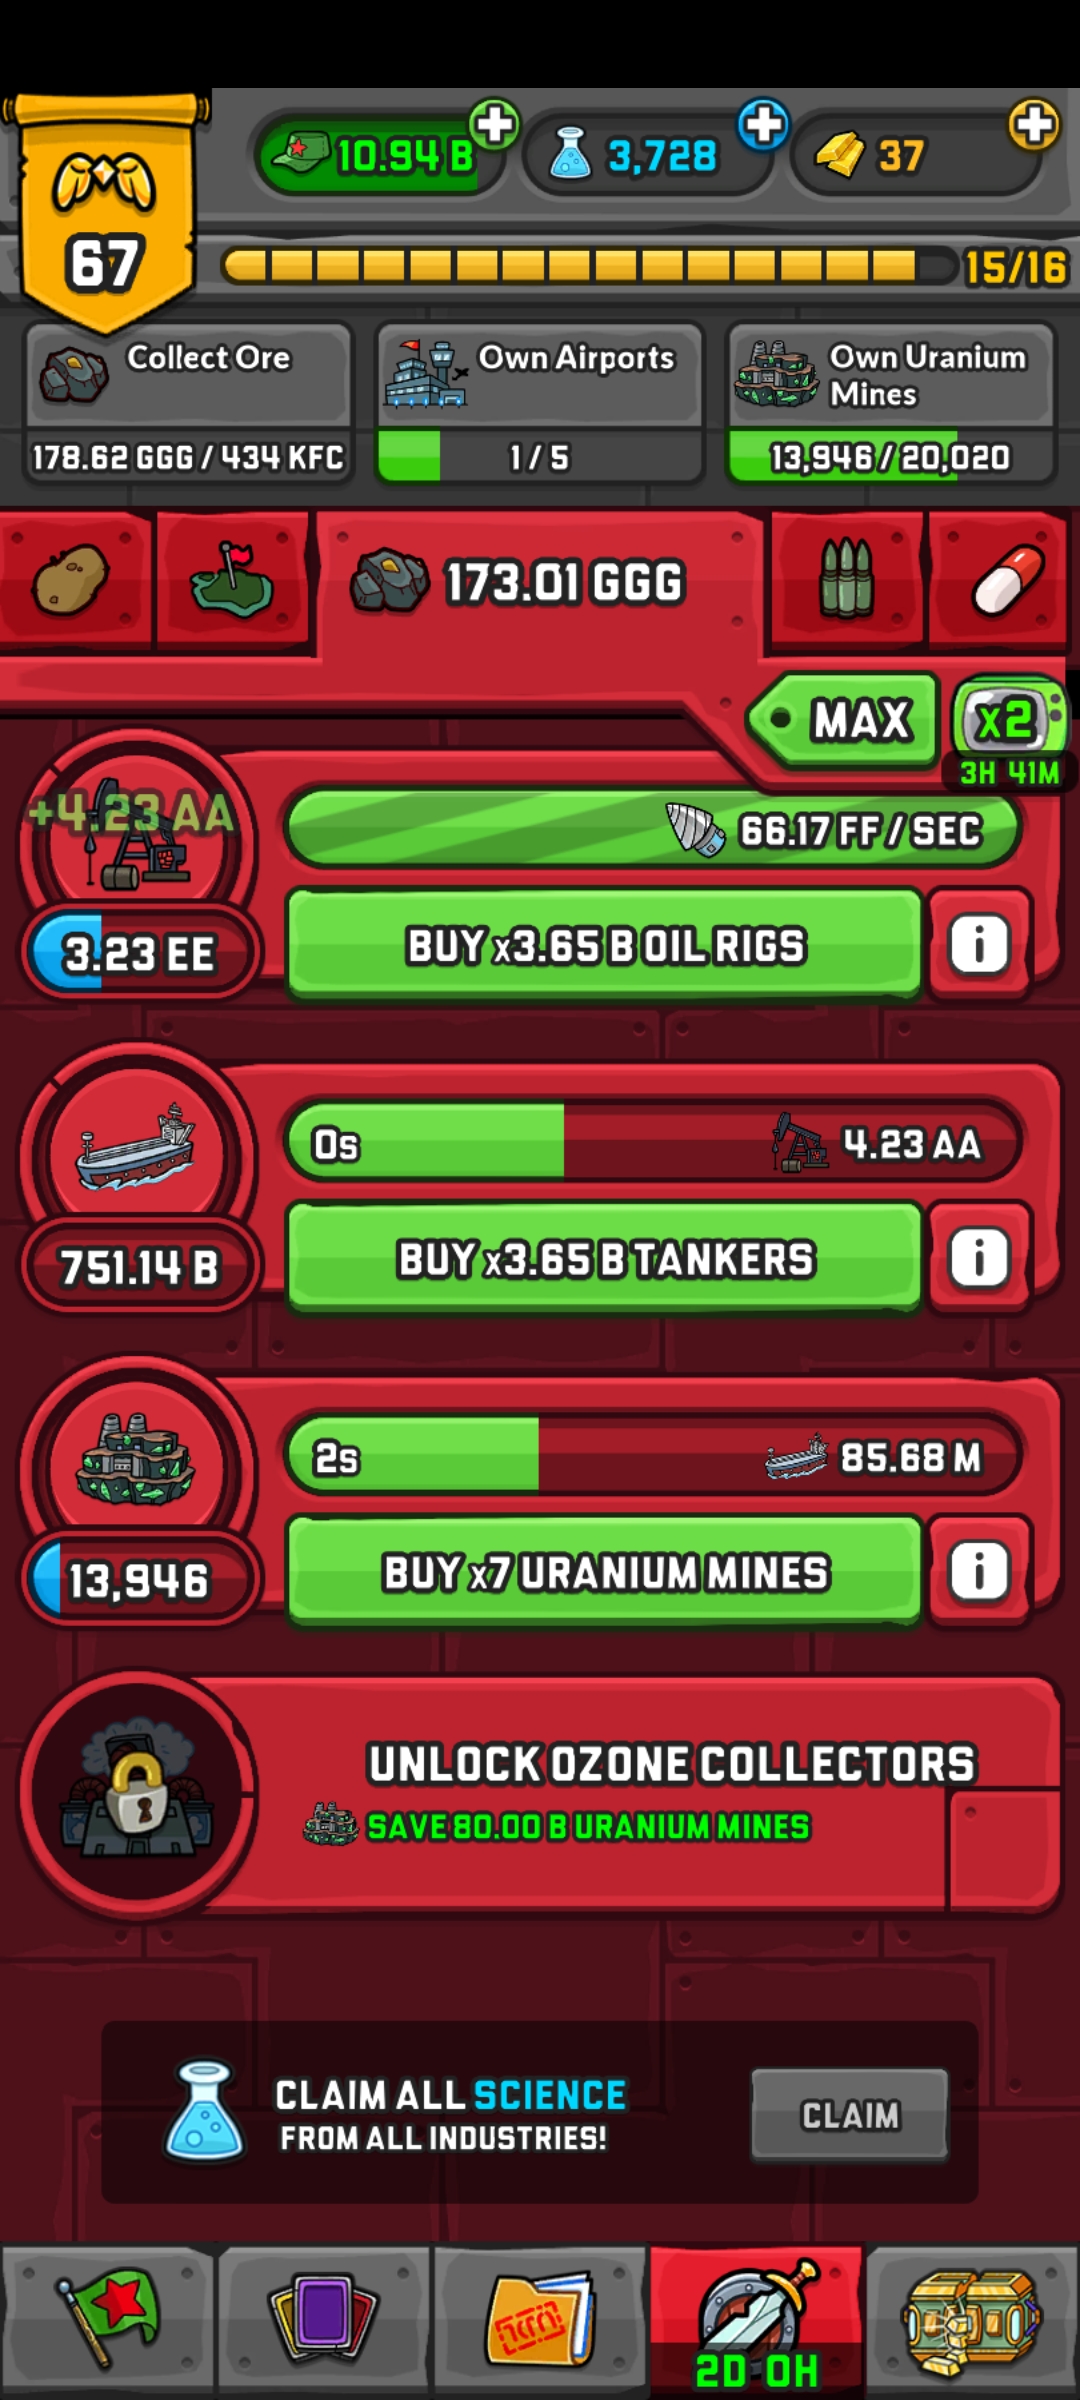 10.94 B
3,728
37
67
15/16
Collect Ore
178.62 GGG / 434 KFC
Own Airports
1 / 5
Own Uranium
Mines
13,946 / 20,020
173.01 GGG
MAX
x2
3H 41M
+4.23 AA
66.17 FF / SEC
3.23 EE
BUY x3.65 B OIL RIGS
i
0s
4.23 AA
751.14 B
BUY x3.65 B TANKERS
i
2s
85.68 M
13,946
BUY x7 URANIUM MINES
i
UNLOCK OZONE COLLECTORS
SAVE 80.00 B URANIUM MINES
CLAIM ALL SCIENCE
FROM ALL INDUSTRIES!
CLAIM
2D 0H